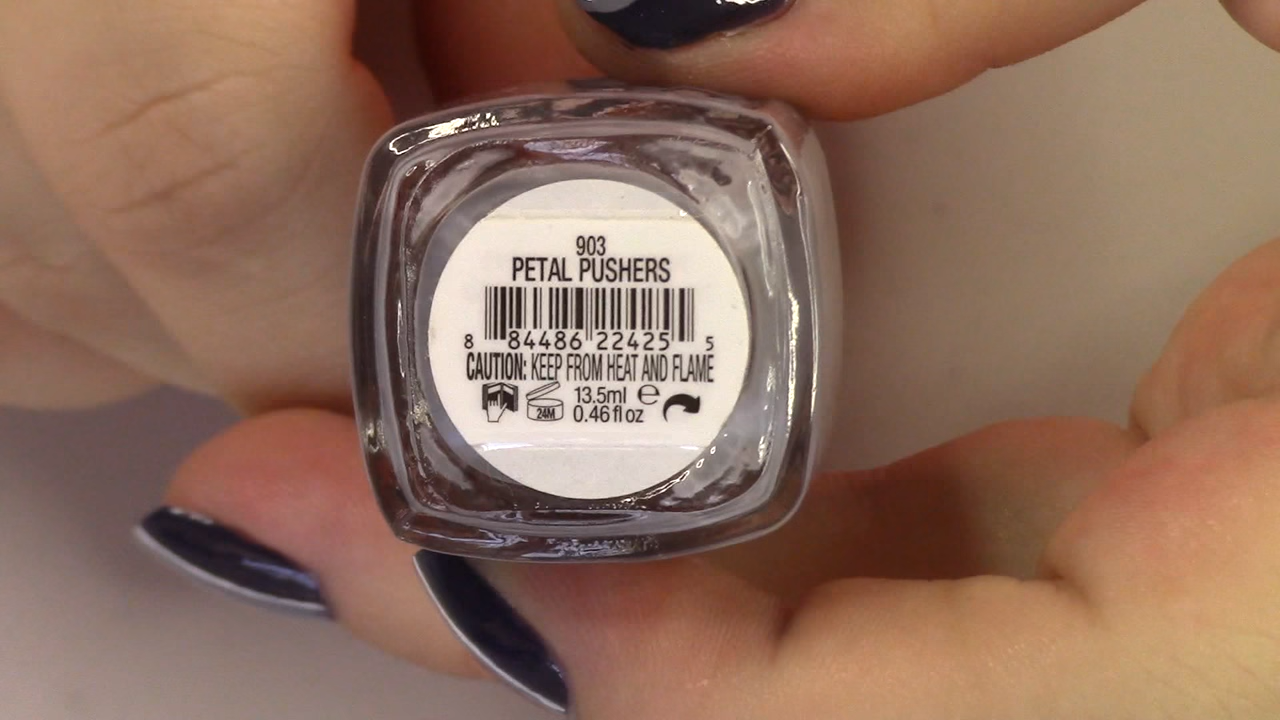 903
PETAL PUSHERS
8 84486 22425 5
CAUTION: KEEP FROM HEAT AND FLAME
24M
13.5ml e
0.46 fl oz